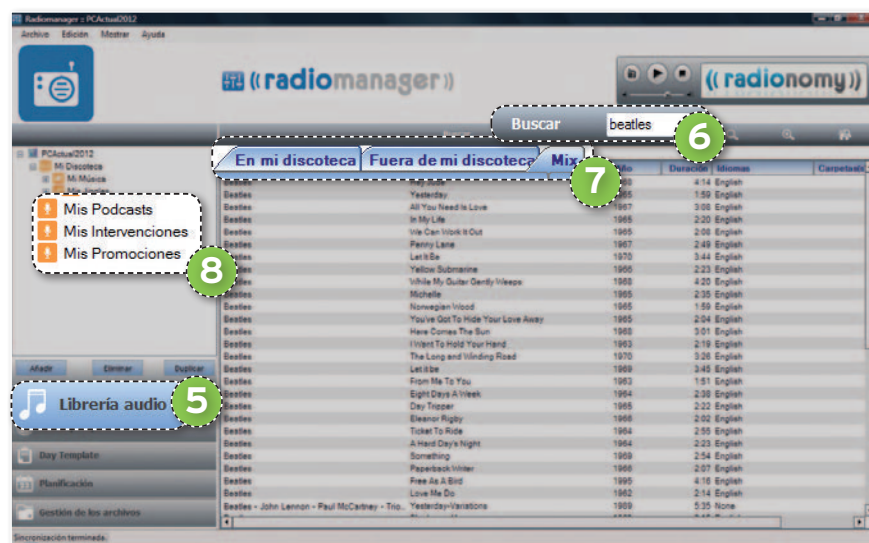 Radiomanager :: PCActual2012
Archivo Edición Mostrar Ayuda
((radiomanager))
((radionomy))
Buscar beatles
6
PCActual2012
Mi Discoteca
Mi Música
En mi discoteca Fuera de mi discoteca Mix
7
Año Duración Idiomas Carpeta(s)
Mis Podcasts
Mis Intervenciones
Mis Promociones
8
Beatles Hey Jude 4:14 English
Beatles Yesterday 1965 1:59 English
Beatles All You Need Is Love 1967 3:08 English
Beatles In My Life 1965 2:20 English
Beatles We Can Work It Out 1965 2:08 English
Beatles Penny Lane 1967 2:49 English
Beatles Let It Be 1970 3:44 English
Beatles Yellow Submarine 1966 2:23 English
Beatles While My Guitar Gently Weeps 1968 4:20 English
Beatles Michelle 1965 2:35 English
Beatles Norwegian Wood 1965 1:59 English
Beatles You've Got To Hide Your Love Away 1965 2:04 English
Beatles Here Comes The Sun 1968 3:01 English
Beatles I Want To Hold Your Hand 1963 2:19 English
Beatles The Long and Winding Road 1970 3:26 English
Beatles Let it be 1969 3:45 English
Beatles From Me To You 1963 1:51 English
Beatles Eight Days A Week 1964 2:38 English
Beatles Day Tripper 1965 2:22 English
Beatles Eleanor Rigby 1966 2:02 English
Beatles Ticket To Ride 1964 2:55 English
Beatles A Hard Day's Night 1964 2:23 English
Beatles Something 1969 2:54 English
Beatles Paperback Writer 1966 2:07 English
Beatles Free As A Bird 1995 4:16 English
Beatles Love Me Do 1962 2:14 English
Beatles - John Lennon - Paul McCartney - Trio... Yesterday-Variations 1989 5:35 None
Añadir Eliminar Duplicar
Librería audio
5
Day Template
Planificación
Gestión de los archivos
Sincronización terminada.